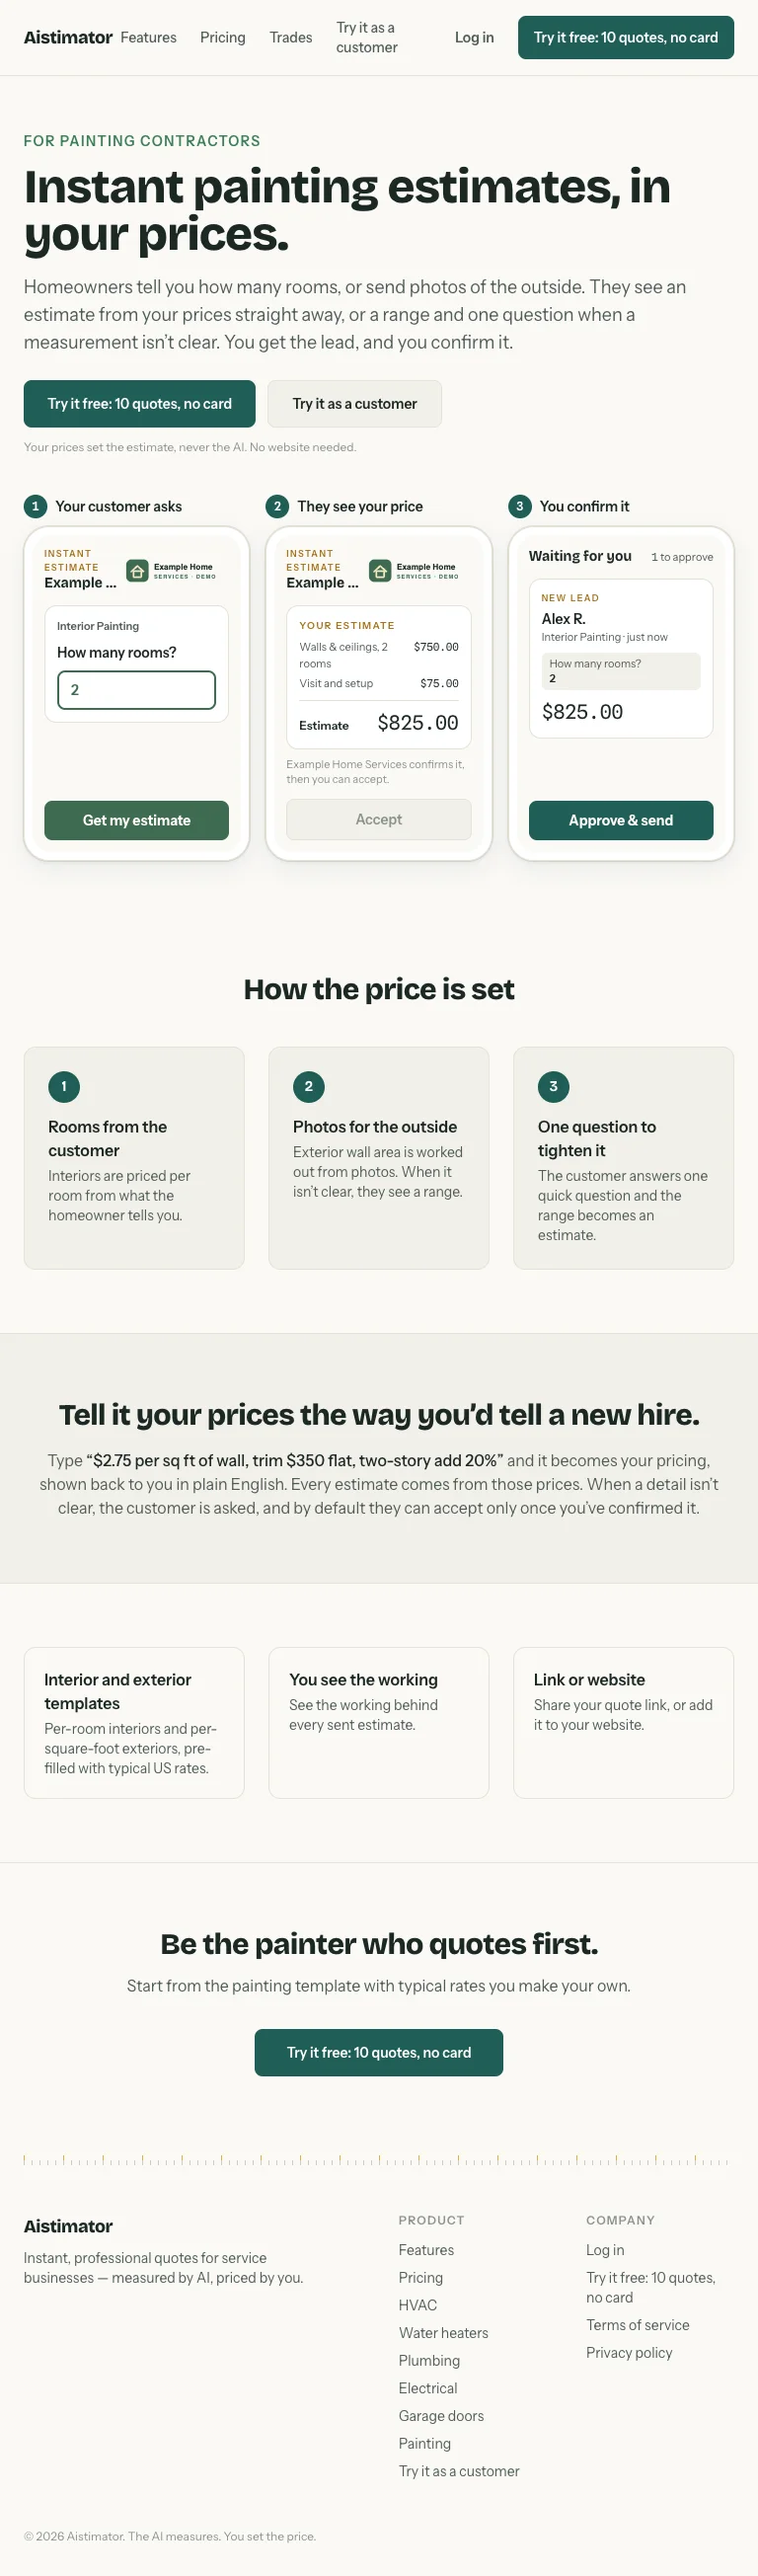 Aistimator
Features
Pricing
Trades
Try it as a
customer
Log in
Try it free: 10 quotes, no card
FOR PAINTING CONTRACTORS
Instant painting estimates, in
your prices.
Homeowners tell you how many rooms, or send photos of the outside. They see an
estimate from your prices straight away, or a range and one question when a
measurement isn’t clear. You get the lead, and you confirm it.
Try it free: 10 quotes, no card
Try it as a customer
Your prices set the estimate, never the AI. No website needed.
1 Your customer asks
INSTANT
ESTIMATE
Example ...
Example Home
SERVICES · DEMO
Interior Painting
How many rooms?
2
Get my estimate
2 They see your price
INSTANT
ESTIMATE
Example ...
Example Home
SERVICES · DEMO
YOUR ESTIMATE
Walls & ceilings, 2 $750.00
rooms
Visit and setup $75.00
Estimate $825.00
Example Home Services confirms it,
then you can accept.
Accept
3 You confirm it
Waiting for you 1 to approve
NEW LEAD
Alex R.
Interior Painting · just now
How many rooms?
2
$825.00
Approve & send
How the price is set
1
Rooms from the
customer
Interiors are priced per
room from what the
homeowner tells you.
2
Photos for the outside
Exterior wall area is worked
out from photos. When it
isn’t clear, they see a range.
3
One question to
tighten it
The customer answers one
quick question and the
range becomes an
estimate.
Tell it your prices the way you’d tell a new hire.
Type “$2.75 per sq ft of wall, trim $350 flat, two-story add 20%” and it becomes your pricing,
shown back to you in plain English. Every estimate comes from those prices. When a detail isn’t
clear, the customer is asked, and by default they can accept only once you’ve confirmed it.
Interior and exterior
templates
Per-room interiors and per-
square-foot exteriors, pre-
filled with typical US rates.
You see the working
See the working behind
every sent estimate.
Link or website
Share your quote link, or add
it to your website.
Be the painter who quotes first.
Start from the painting template with typical rates you make your own.
Try it free: 10 quotes, no card
Aistimator
Instant, professional quotes for service
businesses — measured by AI, priced by you.
PRODUCT
Features
Pricing
HVAC
Water heaters
Plumbing
Electrical
Garage doors
Painting
Try it as a customer
COMPANY
Log in
Try it free: 10 quotes,
no card
Terms of service
Privacy policy
© 2026 Aistimator. The AI measures. You set the price.